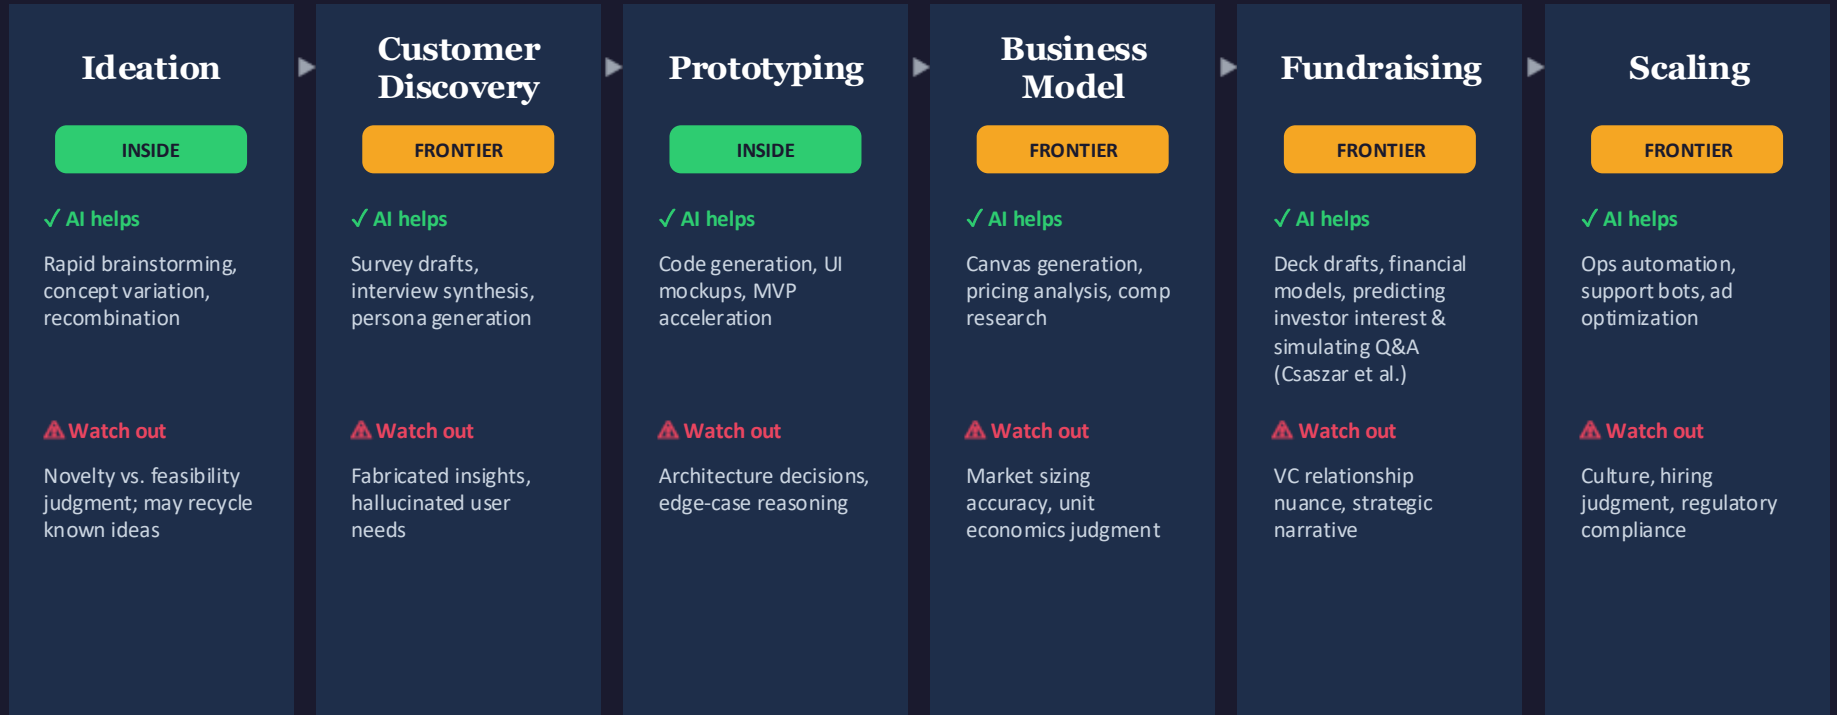 Ideation
INSIDE
✓ AI helps
Rapid brainstorming,
concept variation,
recombination
⚠ Watch out
Novelty vs. feasibility
judgment; may recycle
known ideas
Customer
Discovery
FRONTIER
✓ AI helps
Survey drafts,
interview synthesis,
persona generation
⚠ Watch out
Fabricated insights,
hallucinated user
needs
Prototyping
INSIDE
✓ AI helps
Code generation, UI
mockups, MVP
acceleration
⚠ Watch out
Architecture decisions,
edge-case reasoning
Business
Model
FRONTIER
✓ AI helps
Canvas generation,
pricing analysis, comp
research
⚠ Watch out
Market sizing
accuracy, unit
economics judgment
Fundraising
FRONTIER
✓ AI helps
Deck drafts, financial
models, predicting
investor interest &
simulating Q&A
(Csaszar et al.)
⚠ Watch out
VC relationship
nuance, strategic
narrative
Scaling
FRONTIER
✓ AI helps
Ops automation,
support bots, ad
optimization
⚠ Watch out
Culture, hiring
judgment, regulatory
compliance